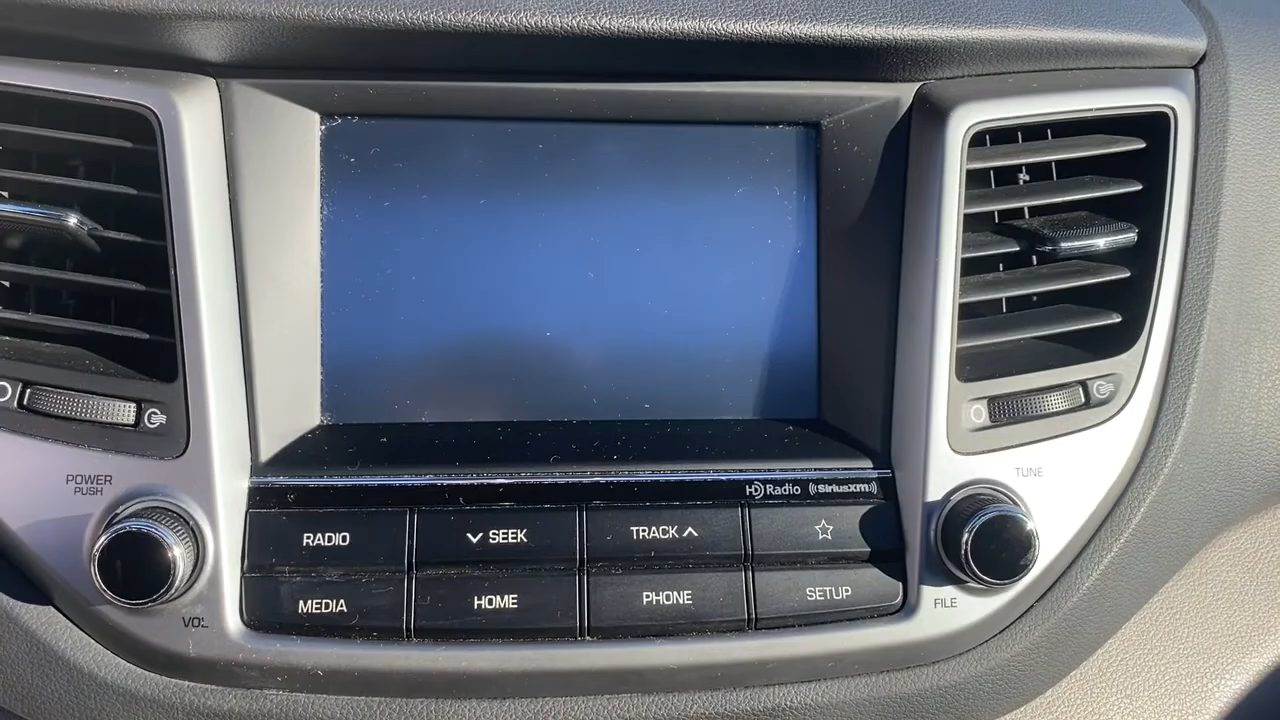 POWER
PUSH
VOL
HD Radio
((SiriusXM))
RADIO
SEEK
TRACK
MEDIA
HOME
PHONE
SETUP
TUNE
FILE